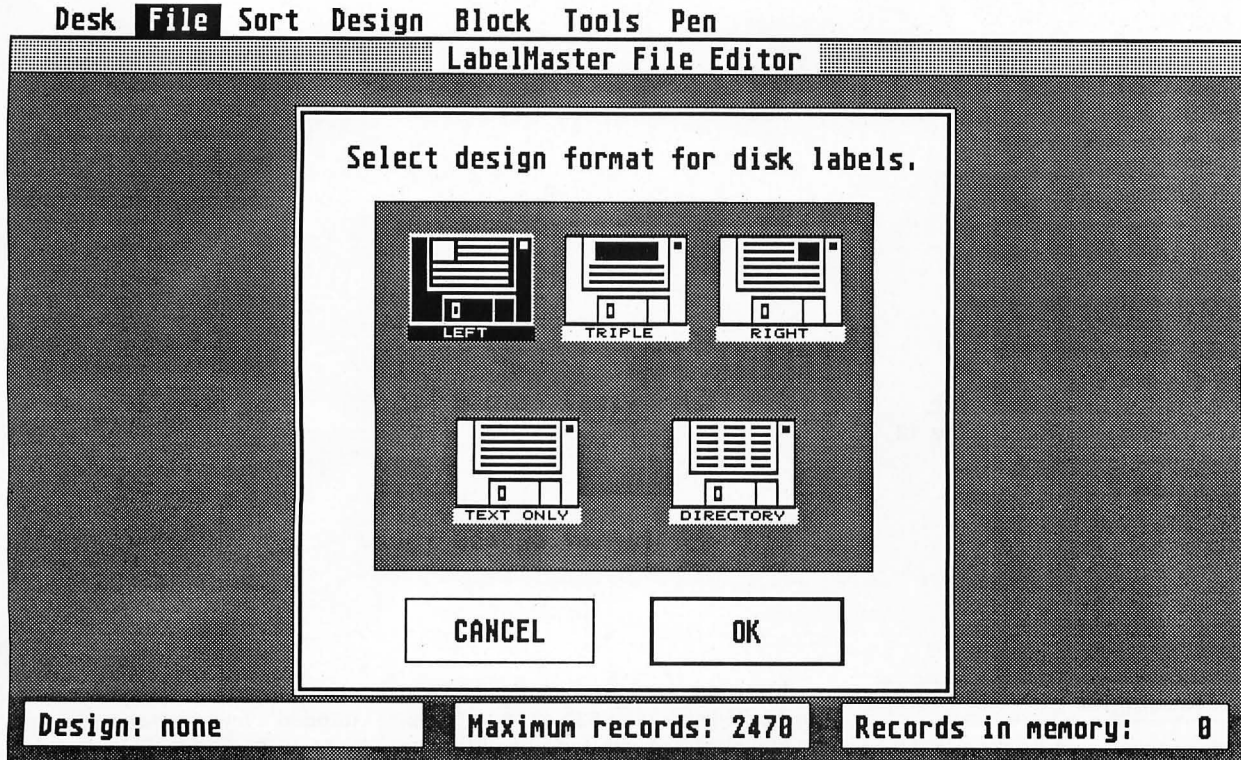 Desk File Sort Design Block Tools Pen
LabelMaster File Editor
Select design format for disk labels.
LEFT TRIPLE RIGHT
TEXT ONLY DIRECTORY
CANCEL OK
Design: none Maximum records: 2470 Records in memory: 0